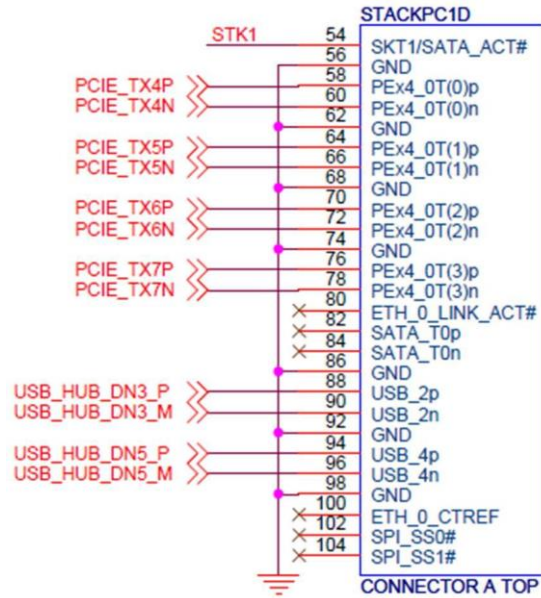 STACKPC1D
STK1 54 SKT1/SATA_ACT#
56 GND
PCIE_TX4P 58 PEx4_0T(0)p
PCIE_TX4N 60 PEx4_0T(0)n
62 GND
PCIE_TX5P 64 PEx4_0T(1)p
PCIE_TX5N 66 PEx4_0T(1)n
68 GND
PCIE_TX6P 70 PEx4_0T(2)p
PCIE_TX6N 72 PEx4_0T(2)n
74 GND
PCIE_TX7P 76 PEx4_0T(3)p
PCIE_TX7N 78 PEx4_0T(3)n
80 ETH_0_LINK_ACT#
82 SATA_T0p
84 SATA_T0n
86 GND
USB_HUB_DN3_P 88 USB_2p
USB_HUB_DN3_M 90 USB_2n
92 GND
USB_HUB_DN5_P 94 USB_4p
USB_HUB_DN5_M 96 USB_4n
98 GND
100 ETH_0_CTREF
102 SPI_SS0#
104 SPI_SS1#
CONNECTOR A TOP